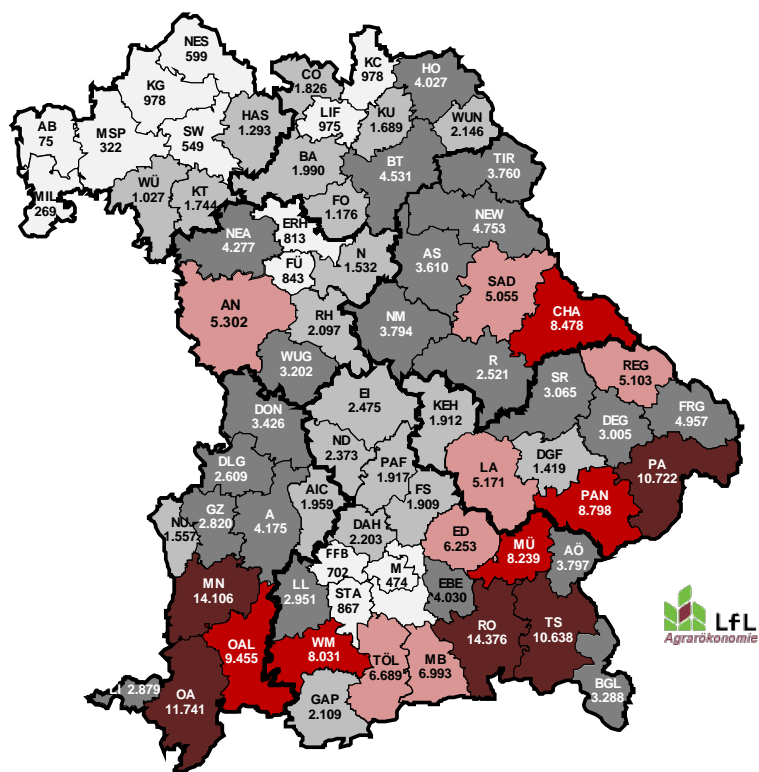 NES
599
KC
978
HO
4.027
CO
1.826
KG
978
LIF
975
KU
1.689
WUN
2.146
HAS
1.293
AB
75
MSP
322
SW
549
BA
1.990
BT
4.531
TIR
3.760
WÜ
1.027
KT
1.744
MIL
269
FO
1.176
NEW
4.753
NEA
4.277
ERH
813
N
1.532
AS
3.610
FÜ
843
SAD
5.055
AN
5.302
RH
2.097
NM
3.794
CHA
8.478
WUG
3.202
R
2.521
REG
5.103
SR
3.065
EI
2.475
KEH
1.912
FRG
4.957
DON
3.426
DEG
3.005
ND
2.373
DGF
1.419
LA
5.171
PA
10.722
DLG
2.609
PAF
1.917
AIC
1.959
FS
1.909
PAN
8.798
GZ
2.820
A
4.175
NU
1.557
DAH
2.203
ED
6.253
MÜ
8.239
AÖ
3.797
FFB
702
M
474
MN
14.106
LL
2.951
STA
867
EBE
4.030
RO
14.376
TS
10.638
LfL
Agrarökonomie
OAL
9.455
WM
8.031
TÖL
6.689
MB
6.993
LI 2.879
OA
11.741
GAP
2.109
BGL
3.288